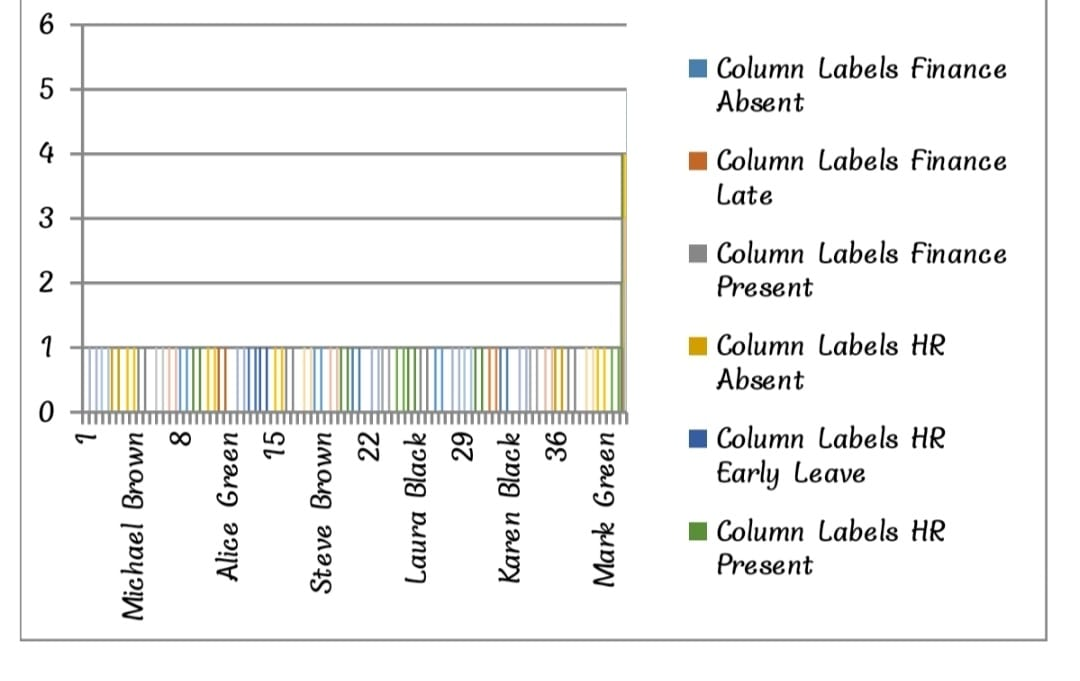 6
5
4
3
2
1
0
1
Michael Brown
8
Alice Green
15
Steve Brown
22
Laura Black
29
Karen Black
36
Mark Green
Column Labels Finance
Absent
Column Labels Finance
Late
Column Labels Finance
Present
Column Labels HR
Absent
Column Labels HR
Early Leave
Column Labels HR
Present